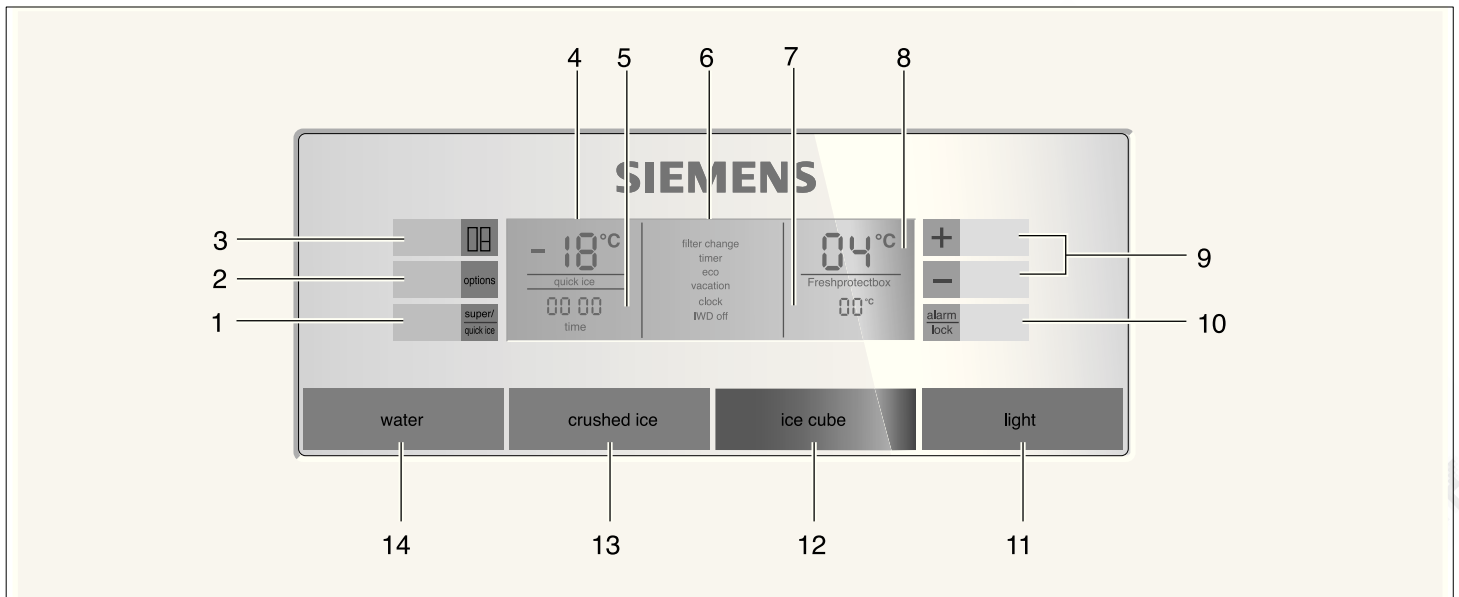 4 5 6 7 8
SIEMENS
3
-18°C
filter change
04°C
+
timer
2
options
eco
−
9
quick ice
vacation
Freshprotectbox
1
super/
quick ice
00 00
clock
00°C
alarm
lock
10
time
IWD off
water
crushed ice
ice cube
light
14 13 12 11